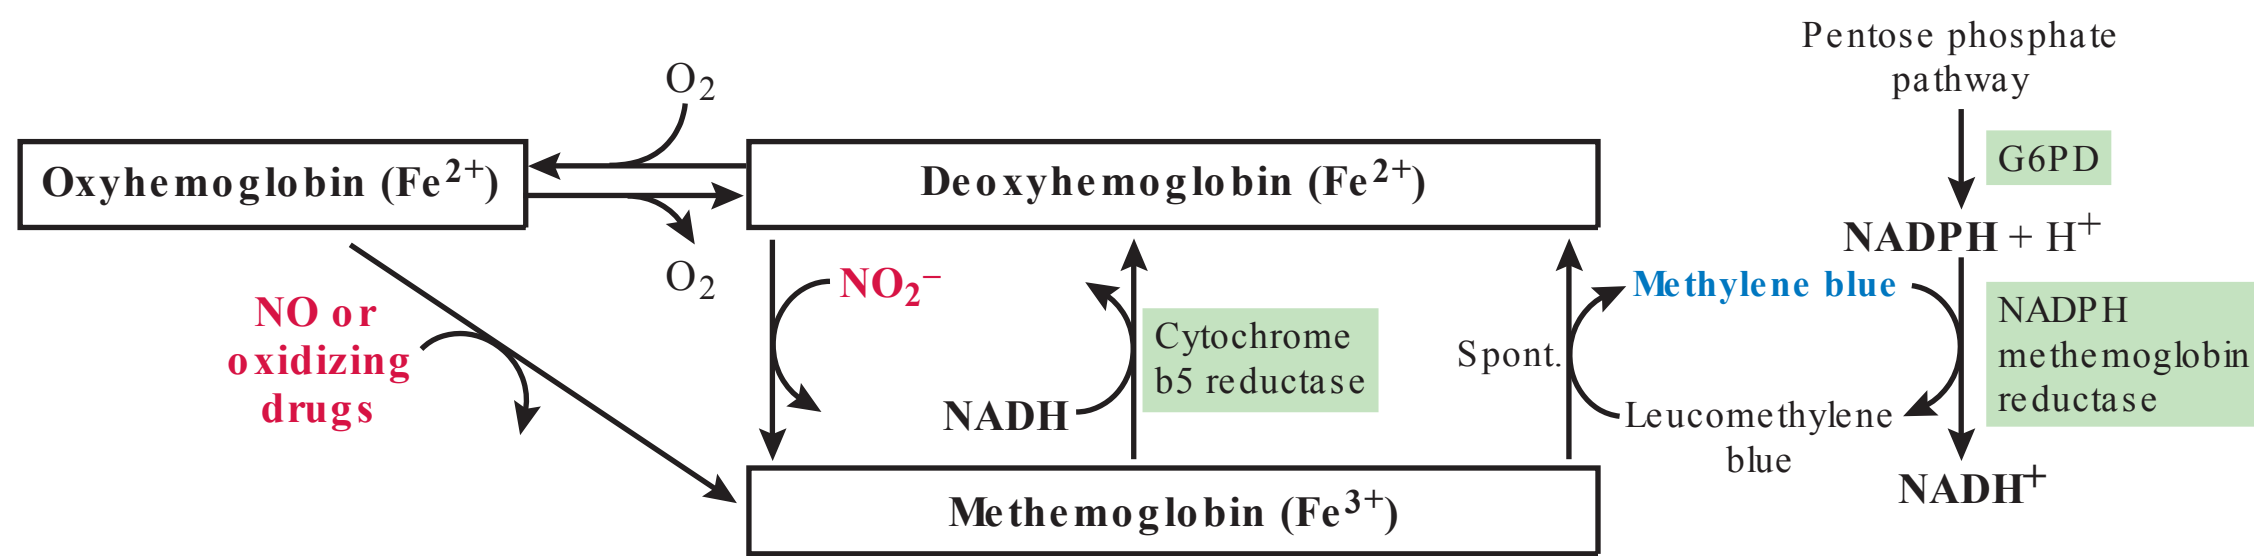 Pentose phosphate
pathway
O₂
G6PD
Oxyhemoglobin (Fe²⁺)
Deoxyhemoglobin (Fe²⁺)
NADPH + H⁺
O₂
NO₂⁻
Methylene blue
NO or
oxidizing
drugs
Cytochrome
b5 reductase
Spont.
NADPH
methemoglobin
reductase
NADH
Leucomethylene
blue
NADH⁺
Methemoglobin (Fe³⁺)